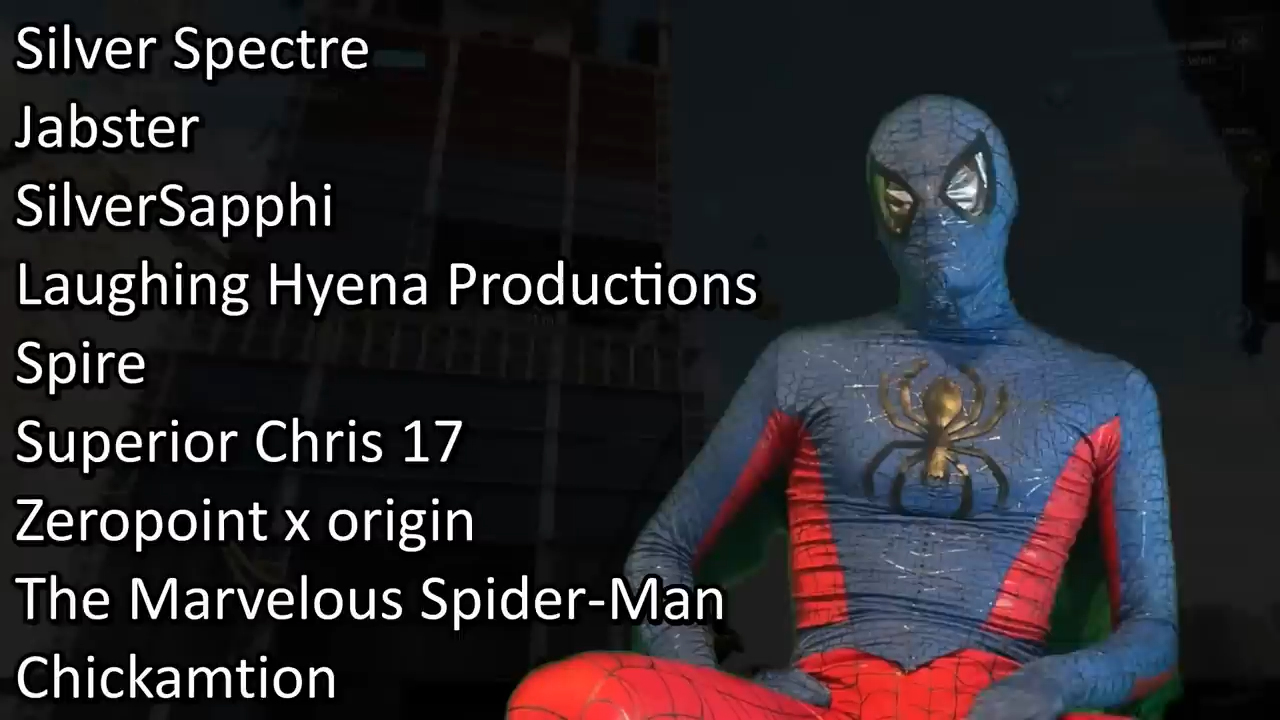 Silver Spectre
Jabster
SilverSapphi
Laughing Hyena Productions
Spire
Superior Chris 17
Zeropoint x origin
The Marvelous Spider-Man
Chickamtion